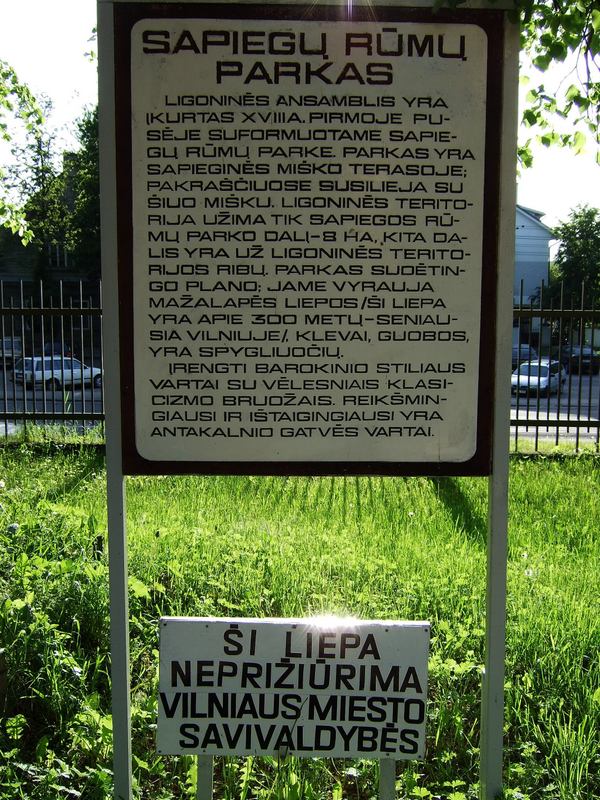 SAPIEGŲ RŪMŲ
PARKAS
LIGONINĖS ANSAMBLIS YRA
ĮKURTAS XVIIIA. PIRMOJE PU-
SĖJE SUFORMUOTAME SAPIE-
GŲ RŪMŲ PARKE. PARKAS YRA
SAPIEGINĖS MIŠKO TERASOJE;
PAKRAŠČIUOSE SUSILIEJA SU
ŠIUO MIŠKU. LIGONINĖS TERITO-
RIJA UŽIMA TIK SAPIEGOS RŪ-
MŲ PARKO DALĮ-8 HA, KITA DA-
LIS YRA UŽ LIGONINĖS TERITO-
RIJOS RIBŲ. PARKAS SUDĖTIN-
GO PLANO; JAME VYRAUJA
MAŽALAPĖS LIEPOS/ŠI LIEPA
YRA APIE 300 METŲ-SENIAU-
SIA VILNIUJE/, KLEVAI, GUOBOS,
YRA SPYGLIUOČIŲ.
ĮRENGTI BAROKINIO STILIAUS
VARTAI SU VĖLESNIAIS KLASI-
CIZMO BRUOŽAIS. REIKŠMIN-
GIAUSI IR IŠTAIGINGIAUSI YRA
ANTAKALNIO GATVĖS VARTAI.
ŠI LIEPA
NEPRIŽIŪRIMA
VILNIAUS MIESTO
SAVIVALDYBĖS